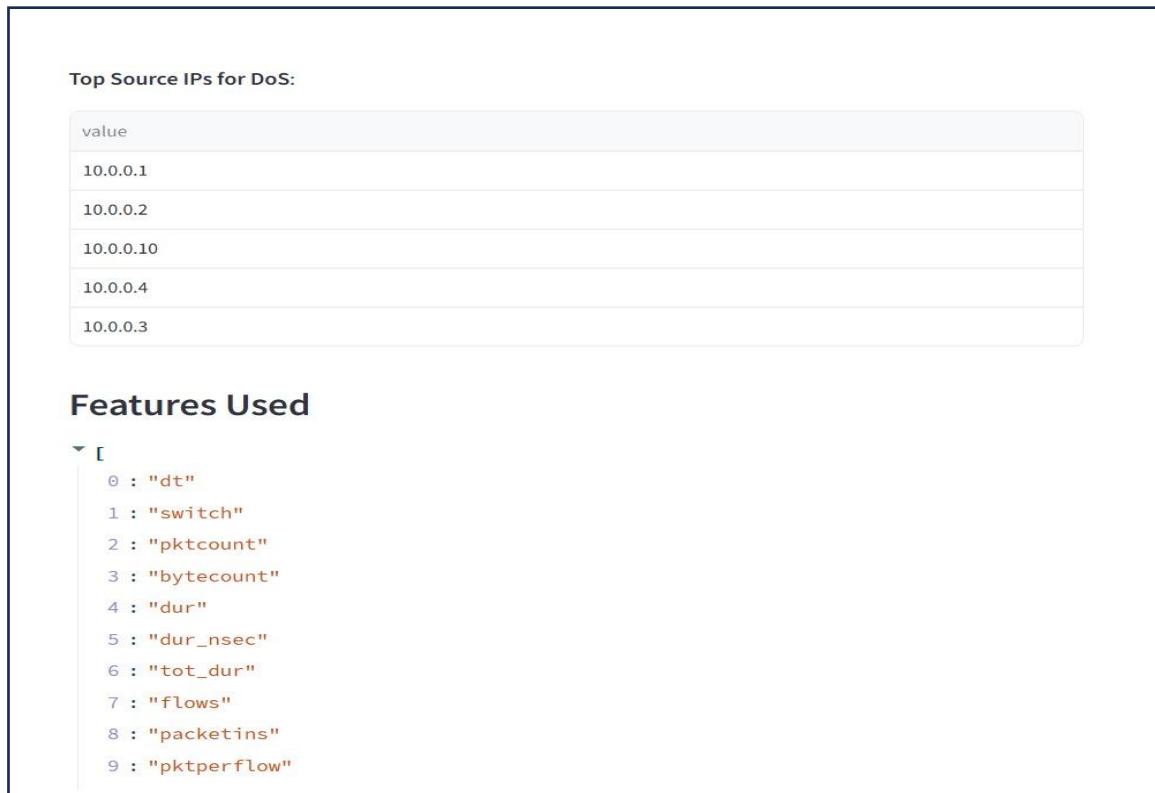 Top Source IPs for DoS:
value
10.0.0.1
10.0.0.2
10.0.0.10
10.0.0.4
10.0.0.3
Features Used
[
0 : "dt"
1 : "switch"
2 : "pktcount"
3 : "bytecount"
4 : "dur"
5 : "dur_nsec"
6 : "tot_dur"
7 : "flows"
8 : "packetins"
9 : "pktperflow"